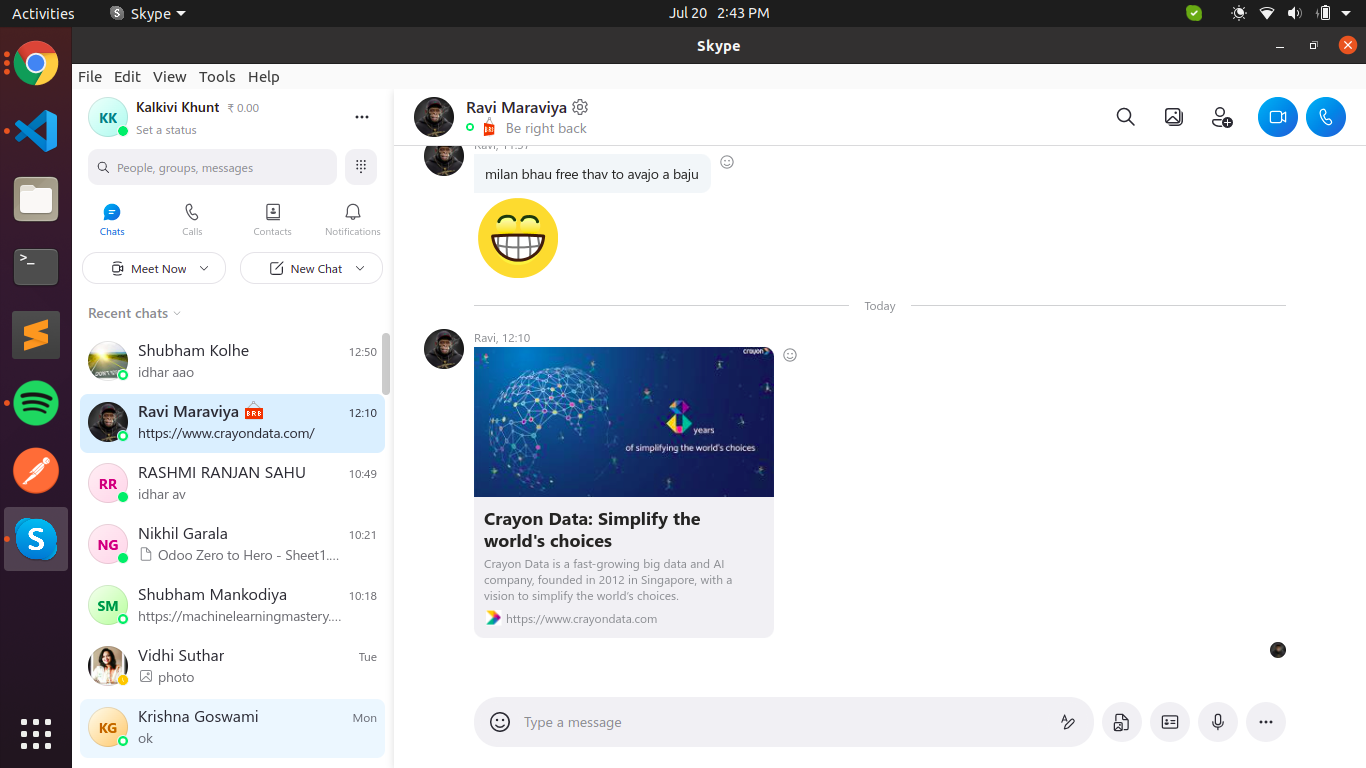 Activities
Skype
Jul 20 2:43 PM
Skype
File Edit View Tools Help
KK
Kalkivi Khunt ₹ 0.00
Set a status
People, groups, messages
Chats
Calls
Contacts
Notifications
Meet Now
New Chat
Recent chats
Shubham Kolhe 12:50
idhar aao
Ravi Maraviya BRB 12:10
https://www.crayondata.com/
RR
RASHMI RANJAN SAHU 10:49
idhar av
NG
Nikhil Garala 10:21
Odoo Zero to Hero - Sheet1....
SM
Shubham Mankodiya 10:18
https://machinelearningmastery....
Vidhi Suthar Tue
photo
KG
Krishna Goswami Mon
ok
Ravi Maraviya
BRB Be right back
Ravi, 11:57
milan bhau free thav to avajo a baju
Today
Ravi, 12:10
crayon
years
of simplifying the world's choices
Crayon Data: Simplify the
world's choices
Crayon Data is a fast-growing big data and AI
company, founded in 2012 in Singapore, with a
vision to simplify the world's choices.
https://www.crayondata.com
Type a message